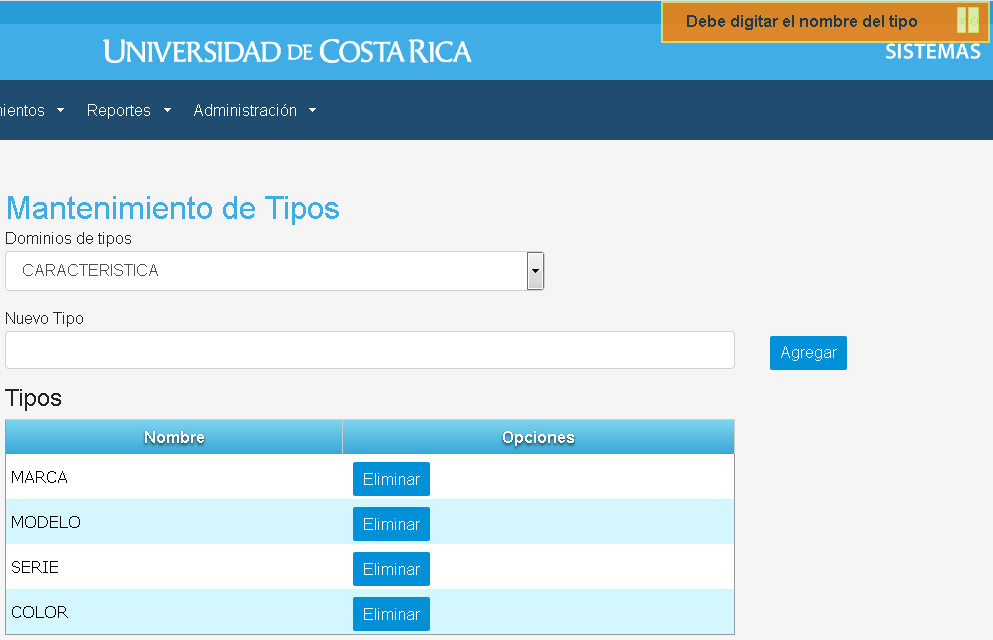 Debe digitar el nombre del tipo
UNIVERSIDAD DE COSTA RICA
SISTEMAS
Reportes
Administración
Mantenimiento de Tipos
Dominios de tipos
CARACTERISTICA
Nuevo Tipo
Agregar
Tipos
Nombre Opciones
MARCA Eliminar
MODELO Eliminar
SERIE Eliminar
COLOR Eliminar